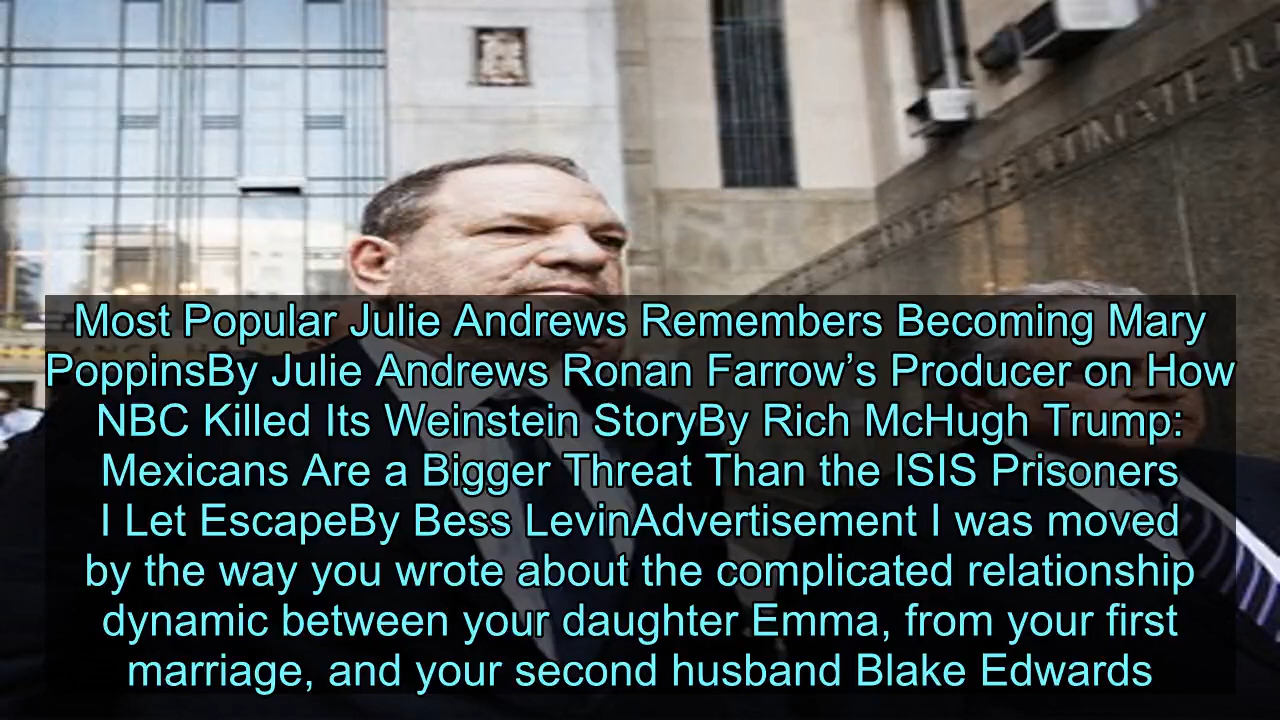 THE ULTIMATE
Most Popular Julie Andrews Remembers Becoming Mary
PoppinsBy Julie Andrews Ronan Farrow’s Producer on How
NBC Killed Its Weinstein StoryBy Rich McHugh Trump:
Mexicans Are a Bigger Threat Than the ISIS Prisoners
I Let EscapeBy Bess LevinAdvertisement I was moved
by the way you wrote about the complicated relationship
dynamic between your daughter Emma, from your first
marriage, and your second husband Blake Edwards